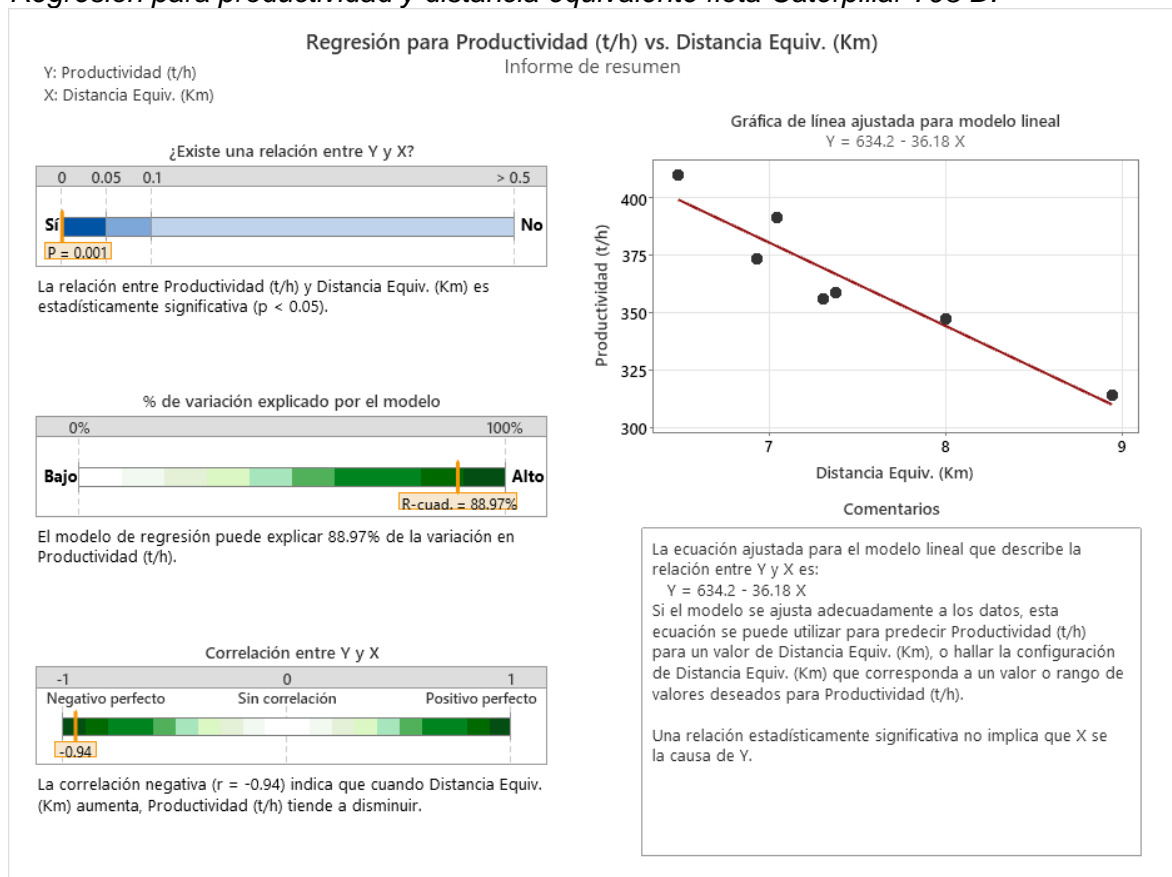 Regresión para productividad y distancia equivalente flota Caterpillar 793 D.
Regresión para Productividad (t/h) vs. Distancia Equiv. (Km)
Informe de resumen
Y: Productividad (t/h)
X: Distancia Equiv. (Km)
¿Existe una relación entre Y y X?
0 0.05 0.1 > 0.5
Sí No
P = 0.001
La relación entre Productividad (t/h) y Distancia Equiv. (Km) es
estadísticamente significativa (p < 0.05).
% de variación explicado por el modelo
0% 100%
Bajo Alto
R-cuad. = 88.97%
El modelo de regresión puede explicar 88.97% de la variación en
Productividad (t/h).
Correlación entre Y y X
-1 0 1
Negativo perfecto Sin correlación Positivo perfecto
-0.94
La correlación negativa (r = -0.94) indica que cuando Distancia Equiv.
(Km) aumenta, Productividad (t/h) tiende a disminuir.
Gráfica de línea ajustada para modelo lineal
Y = 634.2 - 36.18 X
Productividad (t/h)
400
375
350
325
300
7 8 9
Distancia Equiv. (Km)
Comentarios
La ecuación ajustada para el modelo lineal que describe la
relación entre Y y X es:
Y = 634.2 - 36.18 X
Si el modelo se ajusta adecuadamente a los datos, esta
ecuación se puede utilizar para predecir Productividad (t/h)
para un valor de Distancia Equiv. (Km), o hallar la configuración
de Distancia Equiv. (Km) que corresponda a un valor o rango de
valores deseados para Productividad (t/h).
Una relación estadísticamente significativa no implica que X se
la causa de Y.